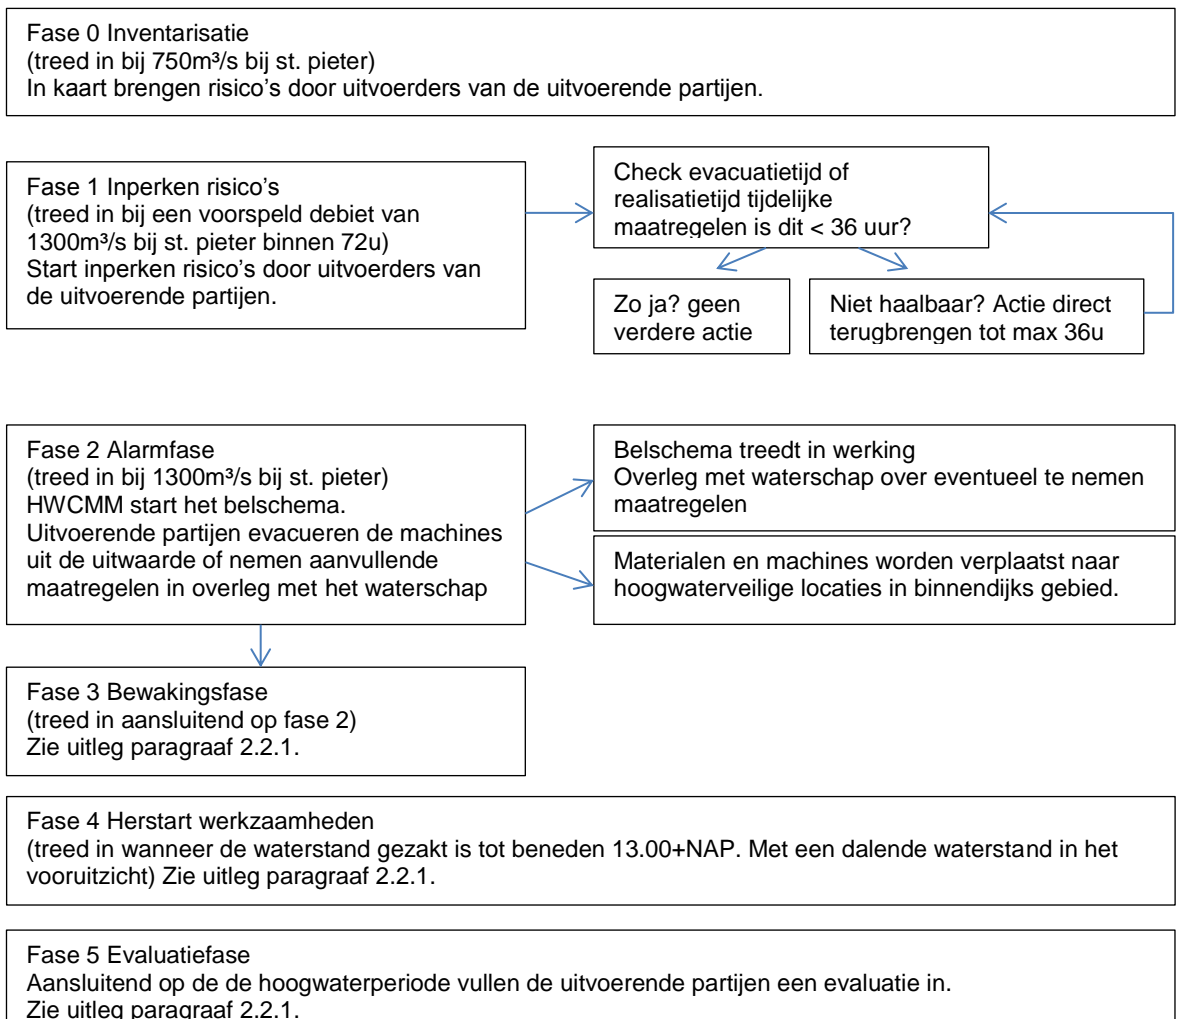 Fase 0 Inventarisatie
(treed in bij 750m³/s bij st. pieter)
In kaart brengen risico's door uitvoerders van de uitvoerende partijen.
Fase 1 Inperken risico's
(treed in bij een voorspeld debiet van
1300m³/s bij st. pieter binnen 72u)
Start inperken risico's door uitvoerders van
de uitvoerende partijen.
Check evacuatietijd of
realisatietijd tijdelijke
maatregelen is dit < 36 uur?
Zo ja? geen
verdere actie
Niet haalbaar? Actie direct
terugbrengen tot max 36u
Fase 2 Alarmfase
(treed in bij 1300m³/s bij st. pieter)
HWCMM start het belschema.
Uitvoerende partijen evacueren de machines
uit de uitwaarde of nemen aanvullende
maatregelen in overleg met het waterschap
Belschema treedt in werking
Overleg met waterschap over eventueel te nemen
maatregelen
Materialen en machines worden verplaatst naar
hoogwaterveilige locaties in binnendijks gebied.
Fase 3 Bewakingsfase
(treed in aansluitend op fase 2)
Zie uitleg paragraaf 2.2.1.
Fase 4 Herstart werkzaamheden
(treed in wanneer de waterstand gezakt is tot beneden 13.00+NAP. Met een dalende waterstand in het
vooruitzicht) Zie uitleg paragraaf 2.2.1.
Fase 5 Evaluatiefase
Aansluitend op de de hoogwaterperiode vullen de uitvoerende partijen een evaluatie in.
Zie uitleg paragraaf 2.2.1.